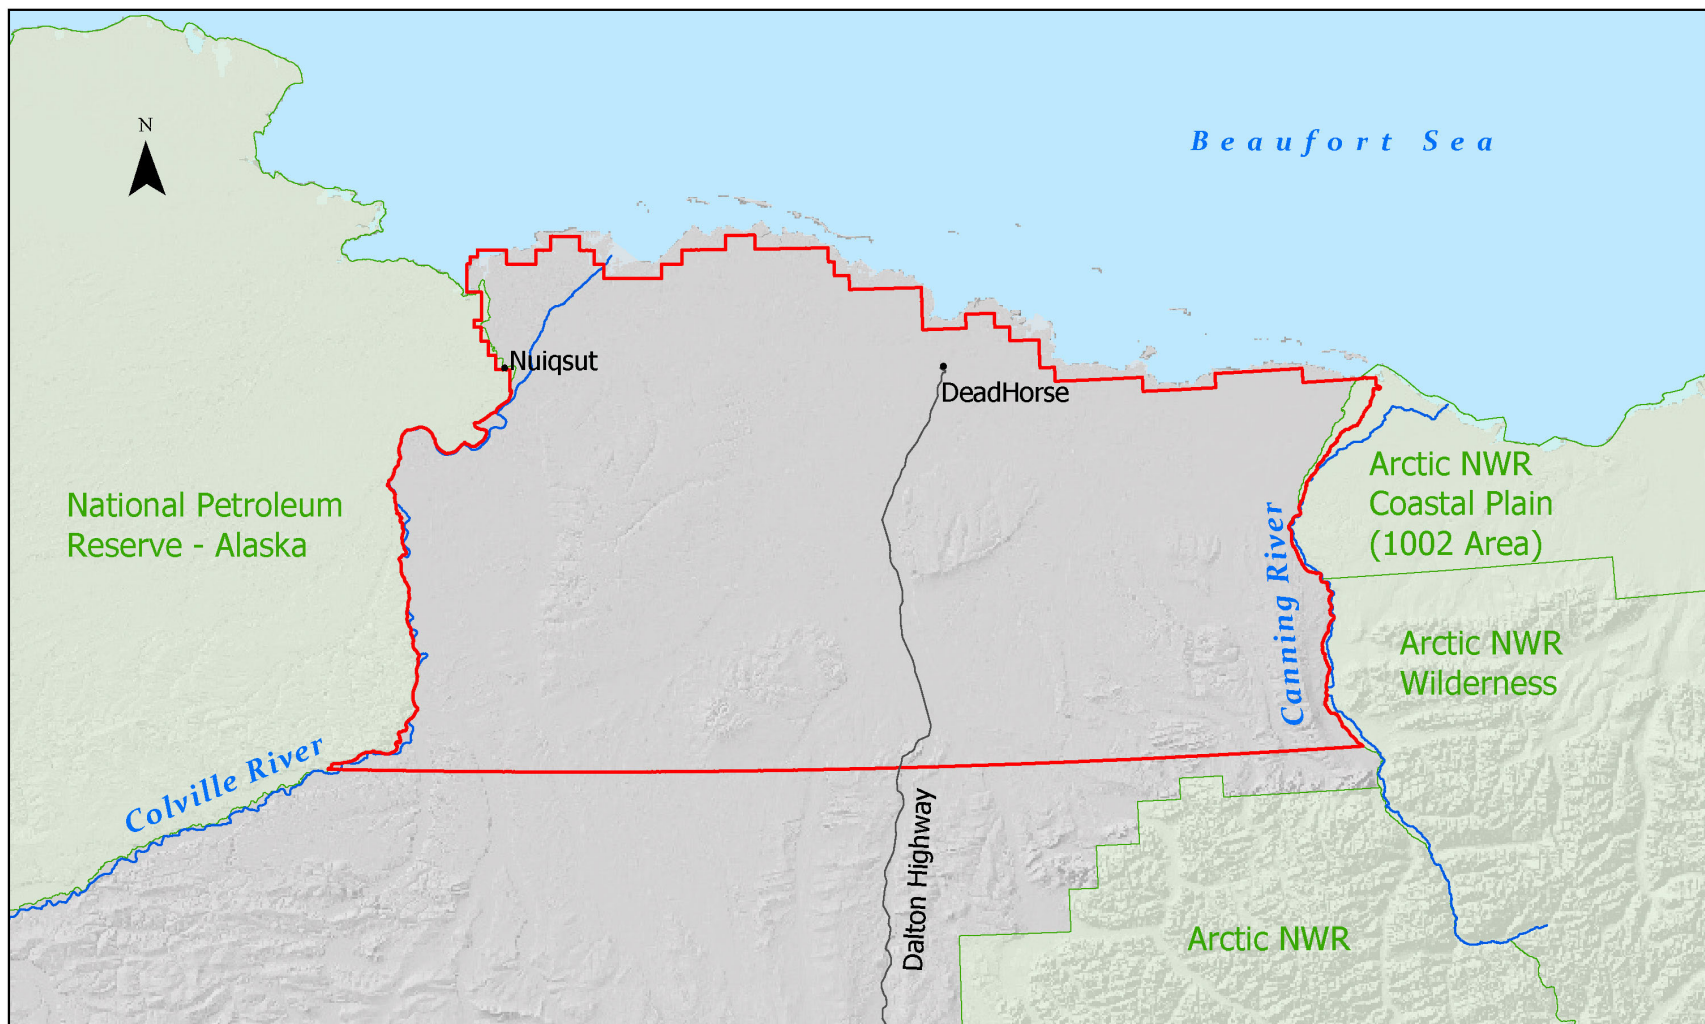 N
Beaufort Sea
Nuiqsut
DeadHorse
National Petroleum
Reserve - Alaska
Arctic NWR
Coastal Plain
(1002 Area)
Canning River
Arctic NWR
Wilderness
Colville River
Dalton Highway
Arctic NWR